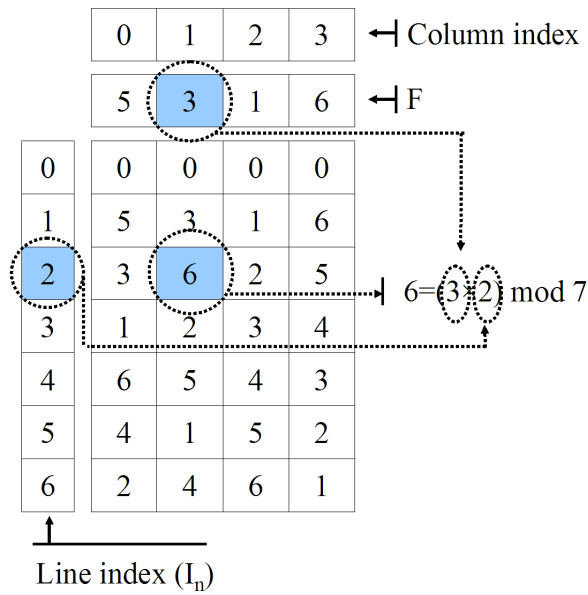 0 1 2 3 Column index
5 3 1 6 F
0 0 0 0 0
1 5 3 1 6
2 3 6 2 5 6=(3×2) mod 7
3 1 2 3 4
4 6 5 4 3
5 4 1 5 2
6 2 4 6 1
Line index (In)